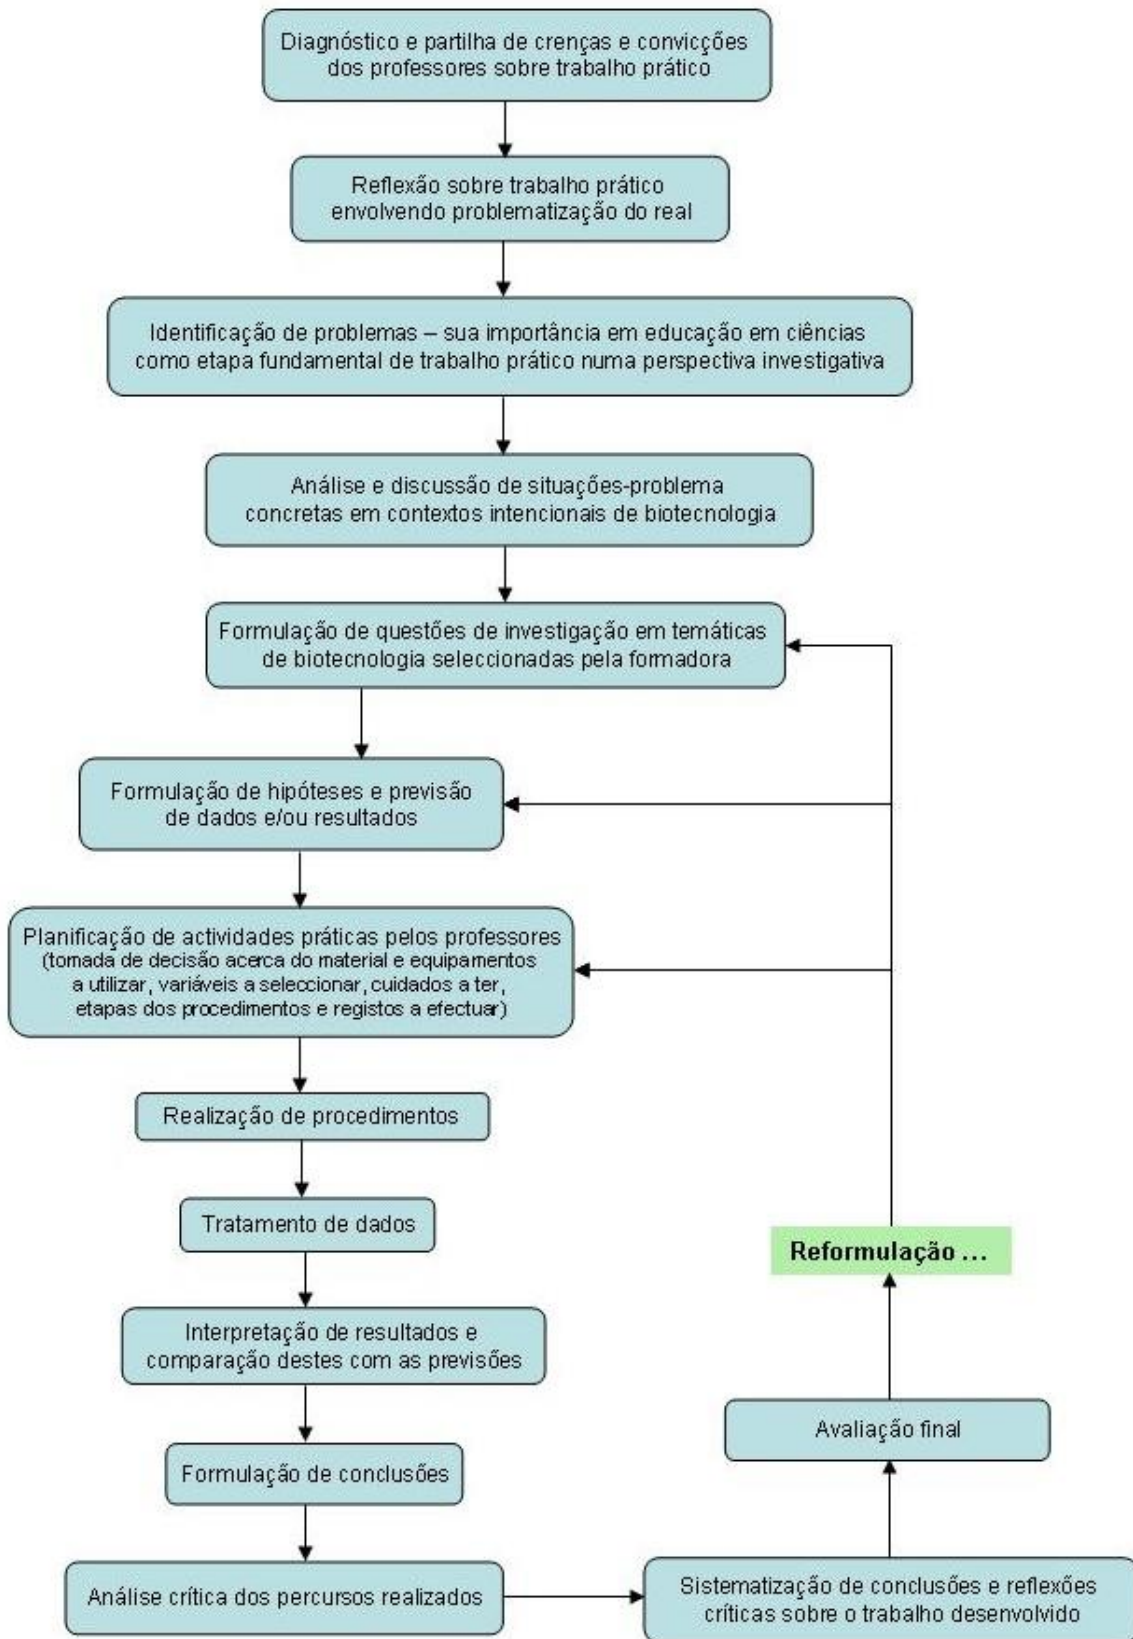 Diagnóstico e partilha de crenças e convicções
dos professores sobre trabalho prático
Reflexão sobre trabalho prático
envolvendo problematização do real
Identificação de problemas – sua importância em educação em ciências
como etapa fundamental de trabalho prático numa perspectiva investigativa
Análise e discussão de situações-problema
concretas em contextos intencionais de biotecnologia
Formulação de questões de investigação em temáticas
de biotecnologia seleccionadas pela formadora
Formulação de hipóteses e previsão
de dados e/ou resultados
Planificação de actividades práticas pelos professores
(tomada de decisão acerca do material e equipamentos
a utilizar, variáveis a seleccionar, cuidados a ter,
etapas dos procedimentos e registos a efectuar)
Realização de procedimentos
Tratamento de dados
Interpretação de resultados e
comparação destes com as previsões
Formulação de conclusões
Análise crítica dos percursos realizados
Sistematização de conclusões e reflexões
críticas sobre o trabalho desenvolvido
Avaliação final
Reformulação ...